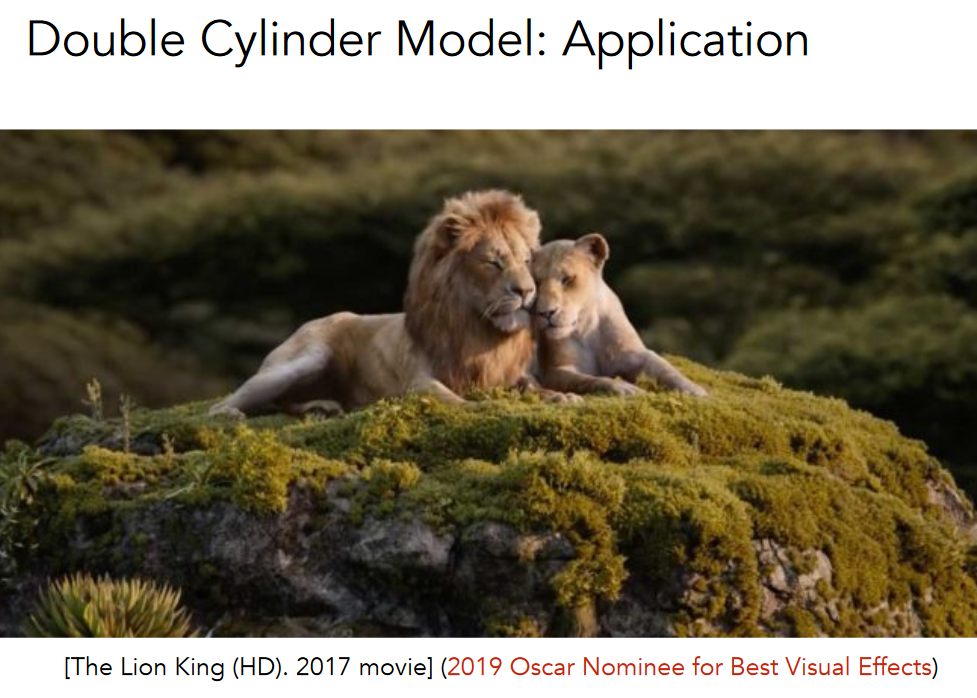 Double Cylinder Model: Application
[The Lion King (HD). 2017 movie] (2019 Oscar Nominee for Best Visual Effects)